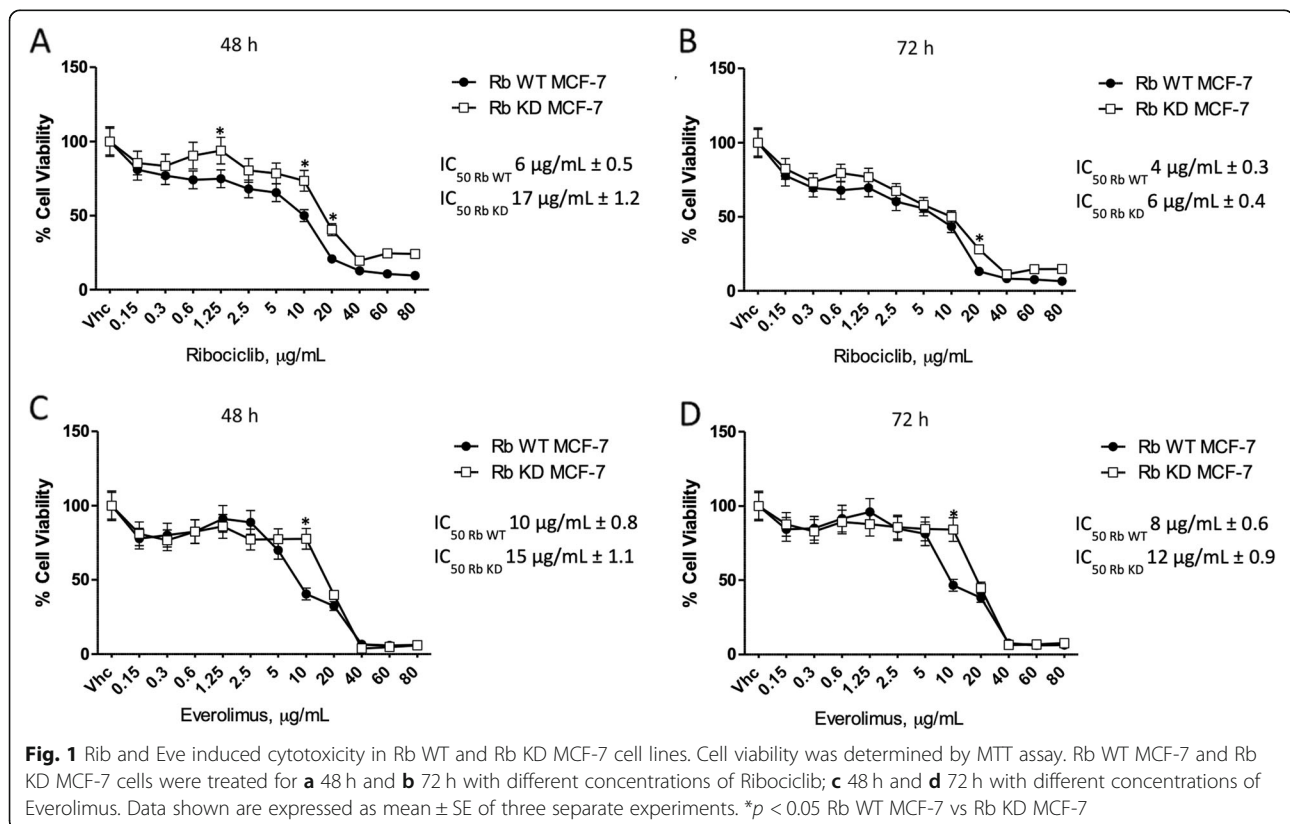 A
48 h
150
100
50
0
% Cell Viability
Vhc 0.15 0.3 0.6 1.25 2.5 5 10 20 40 60 80
Ribociclib, µg/mL
* * *
Rb WT MCF-7
Rb KD MCF-7
IC50 Rb WT 6 µg/mL ± 0.5
IC50 Rb KD 17 µg/mL ± 1.2
B
72 h
,
150
100
50
0
% Cell Viability
Vhc 0.15 0.3 0.6 1.25 2.5 5 10 20 40 60 80
Ribociclib, µg/mL
*
Rb WT MCF-7
Rb KD MCF-7
IC50 Rb WT 4 µg/mL ± 0.3
IC50 Rb KD 6 µg/mL ± 0.4
C
48 h
150
100
50
0
% Cell Viability
Vhc 0.15 0.3 0.6 1.25 2.5 5 10 20 40 60 80
Everolimus, µg/mL
*
Rb WT MCF-7
Rb KD MCF-7
IC50 Rb WT 10 µg/mL ± 0.8
IC50 Rb KD 15 µg/mL ± 1.1
D
72 h
150
100
50
0
% Cell Viability
Vhc 0.15 0.3 0.6 1.25 2.5 5 10 20 40 60 80
Everolimus, µg/mL
*
Rb WT MCF-7
Rb KD MCF-7
IC50 Rb WT 8 µg/mL ± 0.6
IC50 Rb KD 12 µg/mL ± 0.9
Fig. 1 Rib and Eve induced cytotoxicity in Rb WT and Rb KD MCF-7 cell lines. Cell viability was determined by MTT assay. Rb WT MCF-7 and Rb
KD MCF-7 cells were treated for a 48 h and b 72 h with different concentrations of Ribociclib; c 48 h and d 72 h with different concentrations of
Everolimus. Data shown are expressed as mean ± SE of three separate experiments. *p < 0.05 Rb WT MCF-7 vs Rb KD MCF-7